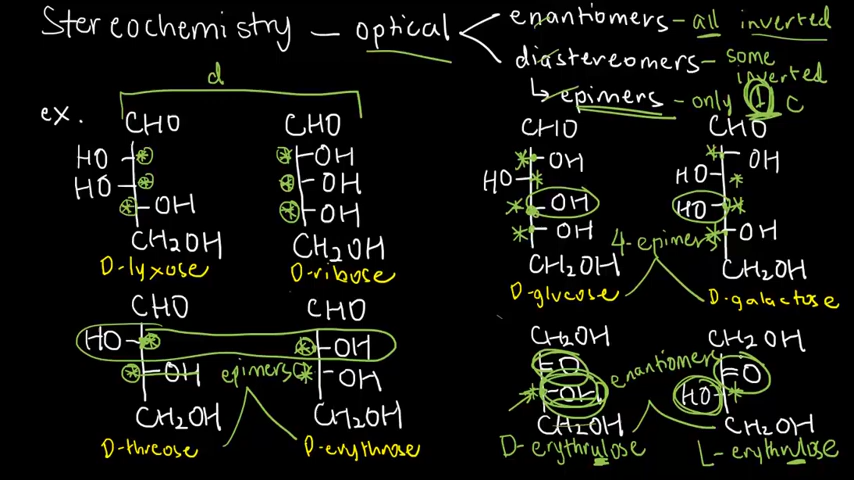 Stereochemistry - optical
enantiomers - all inverted
diastereomers - some inverted
↳ epimers - only 1 C
d
ex.
CHO
HO
HO
OH
CH2OH
D-lyxose
CHO
OH
OH
OH
CH2OH
D-ribose
CHO
OH
HO
OH
OH
CH2OH
D-glucose
CHO
OH
HO
HO
OH
CH2OH
D-galactose
4-epimers
CHO
HO
OH
CH2OH
D-threose
CHO
OH
OH
CH2OH
D-erythrose
epimers
CH2OH
=O
OH
CH2OH
D-erythrulose
CH2OH
=O
HO
CH2OH
L-erythrulose
enantiomers